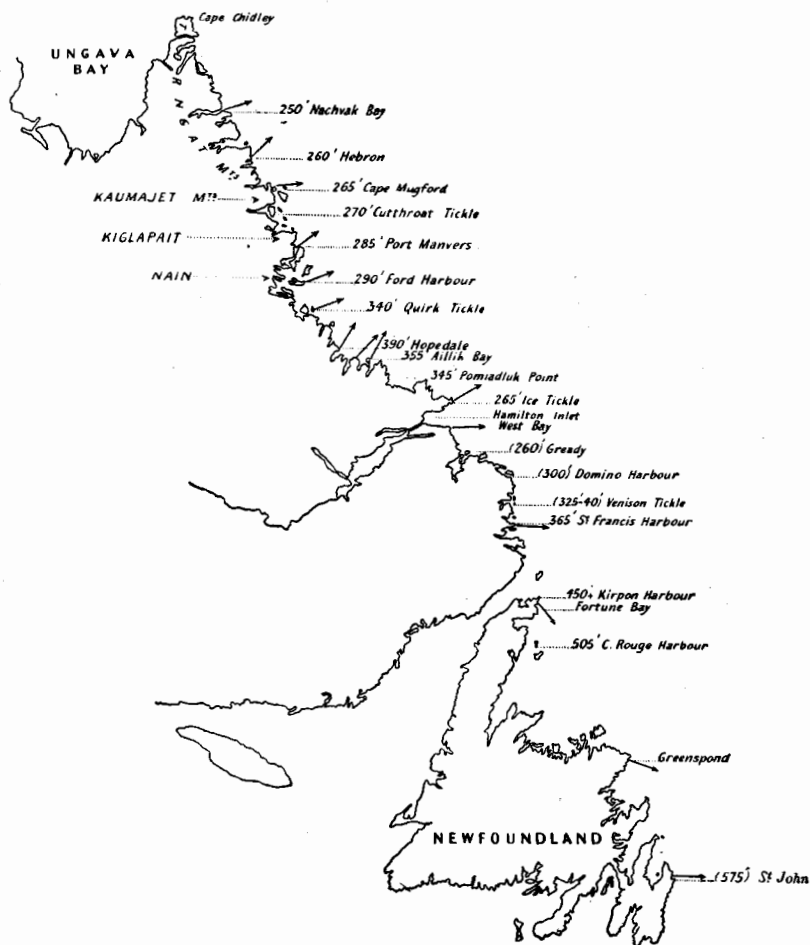 Cape Chidley
UNGAVA
BAY
RNGAT MTS
250' Nachvak Bay
260' Hebron
265' Cape Mugford
KAUMAJET MTS
270' Cutthroat Tickle
KIGLAPAIT
285' Port Manvers
NAIN
290' Ford Harbour
340' Quirk Tickle
390' Hopedale
355' Aillik Bay
345' Pomiadluk Point
265' Ice Tickle
Hamilton Inlet
West Bay
(260)' Gready
(300)' Domino Harbour
(325-40)' Venison Tickle
365' St Francis Harbour
450+ Kirpon Harbour
Fortune Bay
505' C. Rouge Harbour
Greenspond
NEWFOUNDLAND
(575)' St John